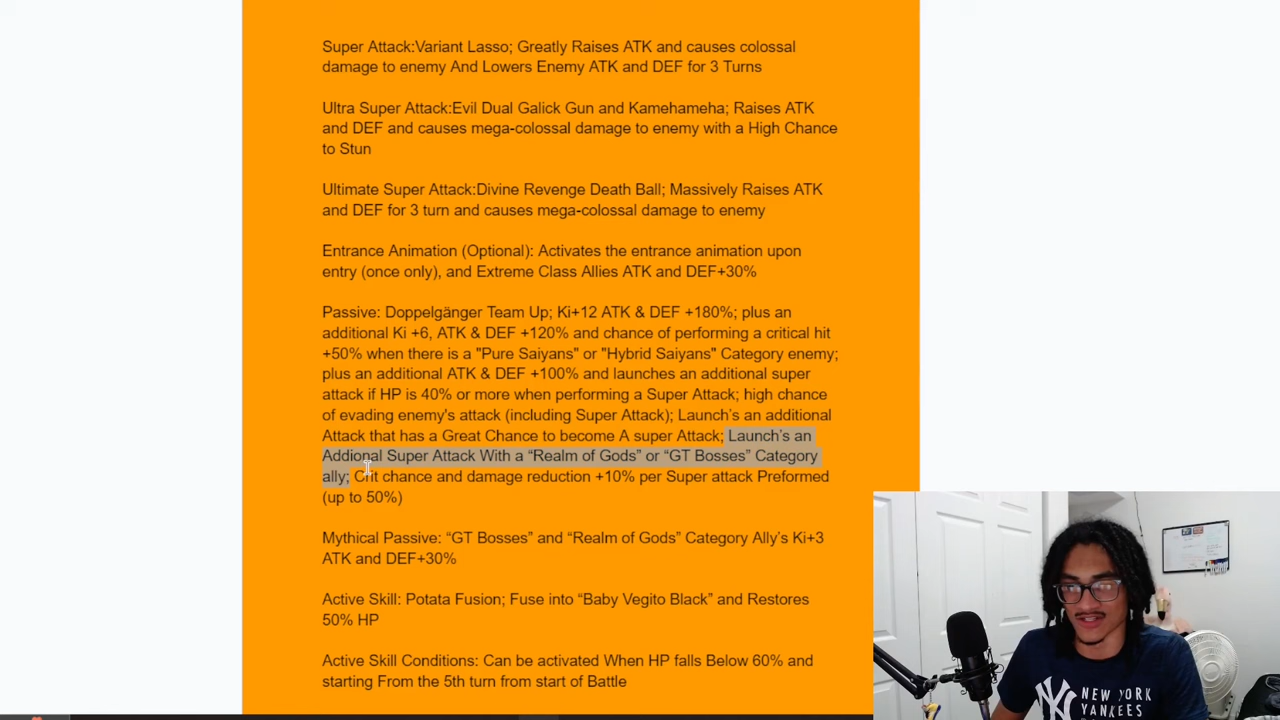 Super Attack:Variant Lasso; Greatly Raises ATK and causes colossal
damage to enemy And Lowers Enemy ATK and DEF for 3 Turns
Ultra Super Attack:Evil Dual Galick Gun and Kamehameha; Raises ATK
and DEF and causes mega-colossal damage to enemy with a High Chance
to Stun
Ultimate Super Attack:Divine Revenge Death Ball; Massively Raises ATK
and DEF for 3 turn and causes mega-colossal damage to enemy
Entrance Animation (Optional): Activates the entrance animation upon
entry (once only), and Extreme Class Allies ATK and DEF+30%
Passive: Doppelgänger Team Up; Ki+12 ATK & DEF +180%; plus an
additional Ki +6, ATK & DEF +120% and chance of performing a critical hit
+50% when there is a "Pure Saiyans" or "Hybrid Saiyans" Category enemy;
plus an additional ATK & DEF +100% and launches an additional super
attack if HP is 40% or more when performing a Super Attack; high chance
of evading enemy's attack (including Super Attack); Launch's an additional
Attack that has a Great Chance to become A super Attack; Launch's an
Addional Super Attack With a “Realm of Gods” or “GT Bosses” Category
ally; Crit chance and damage reduction +10% per Super attack Preformed
(up to 50%)
Mythical Passive: “GT Bosses” and “Realm of Gods” Category Ally's Ki+3
ATK and DEF+30%
Active Skill: Potata Fusion; Fuse into “Baby Vegito Black” and Restores
50% HP
Active Skill Conditions: Can be activated When HP falls Below 60% and
starting From the 5th turn from start of Battle
NEW YORK
YANKEES